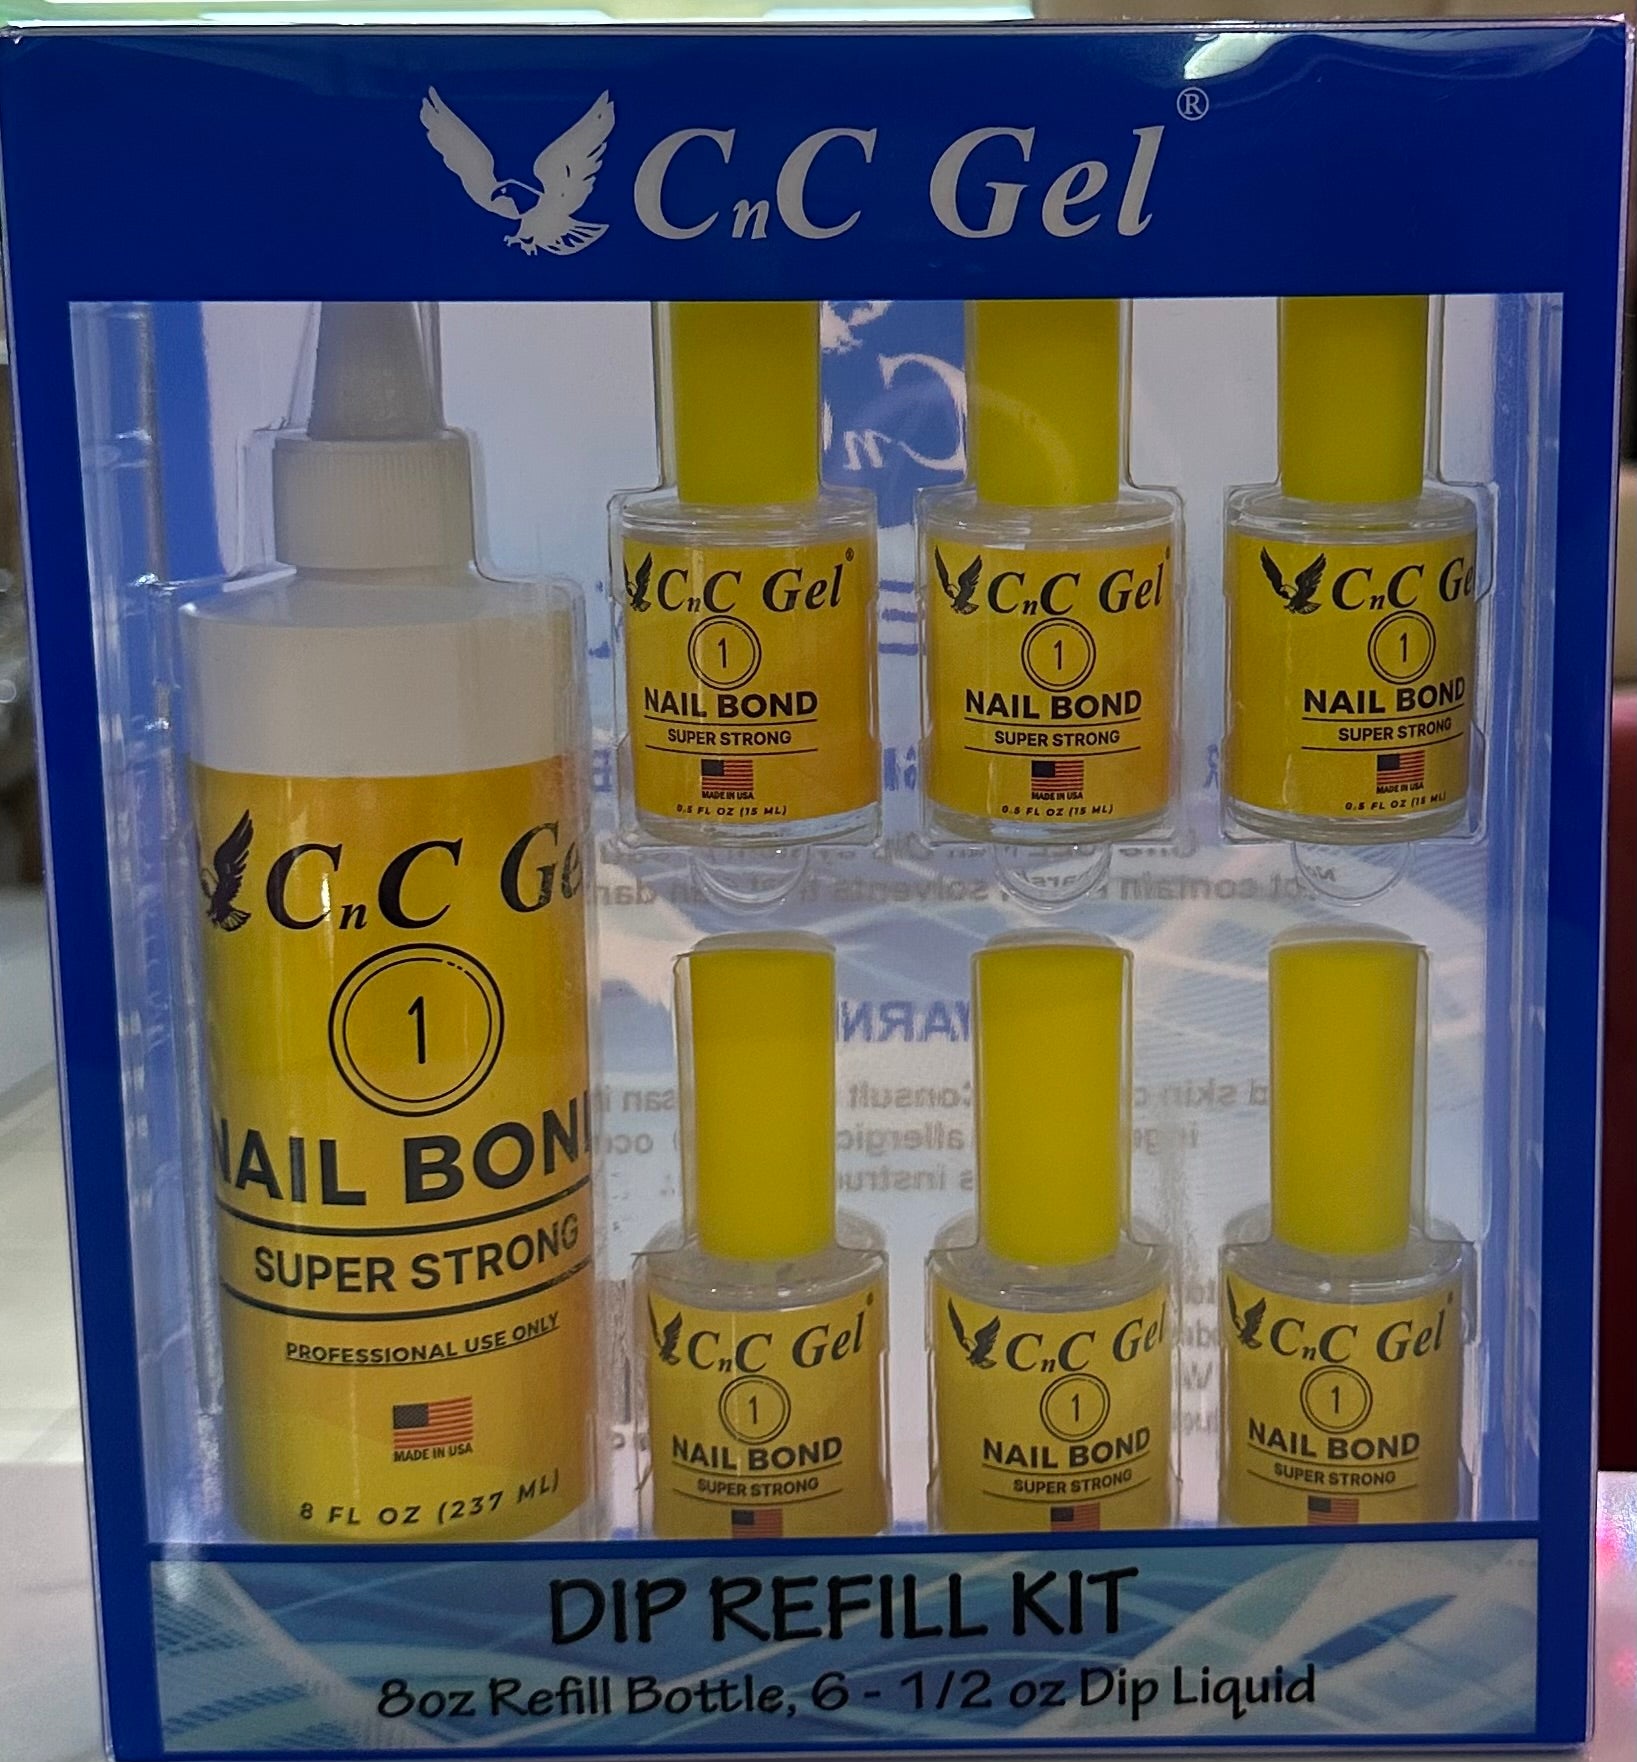 CnC Gel®
CnC Ge
1
NAIL BOND
SUPER STRONG
PROFESSIONAL USE ONLY
MADE IN USA
8 FL OZ (237 ML)
CnC Gel®
1
NAIL BOND
SUPER STRONG
MADE IN USA
0.5 FL OZ (15 ML)
CnC Gel
1
NAIL BOND
SUPER STRONG
MADE IN USA
0.5 FL OZ (15 ML)
CnC Ge
1
NAIL BOND
SUPER STRONG
MADE IN USA
0.5 FL OZ (15 ML)
CnC Gel
1
NAIL BOND
SUPER STRONG
CnC Gel
1
NAIL BOND
SUPER STRONG
CnC Gel
1
NAIL BOND
SUPER STRONG
DIP REFILL KIT
8oz Refill Bottle, 6 - 1/2 oz Dip Liquid